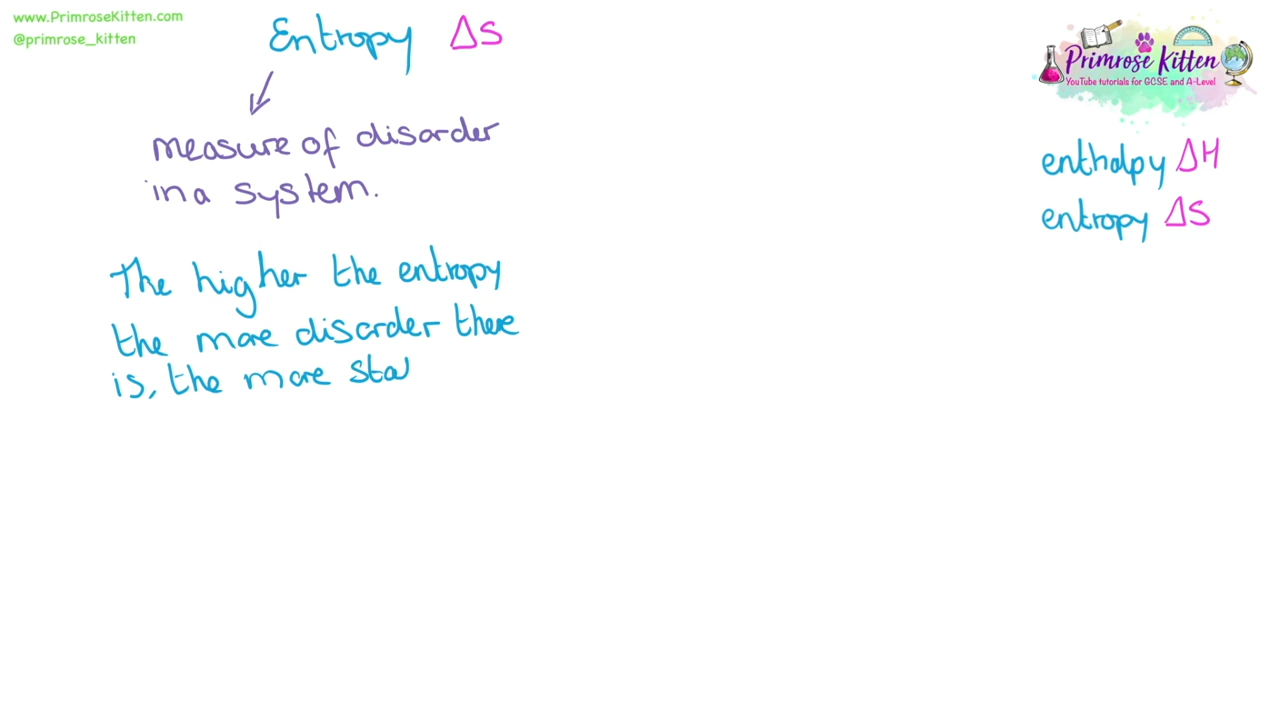 www.PrimroseKitten.com
@primrose_kitten
Entropy ΔS
measure of disorder
in a system.
The higher the entropy
the more disorder there
is, the more sta
Primrose Kitten
YouTube tutorials for GCSE and A-Level
enthalpy ΔH
entropy ΔS